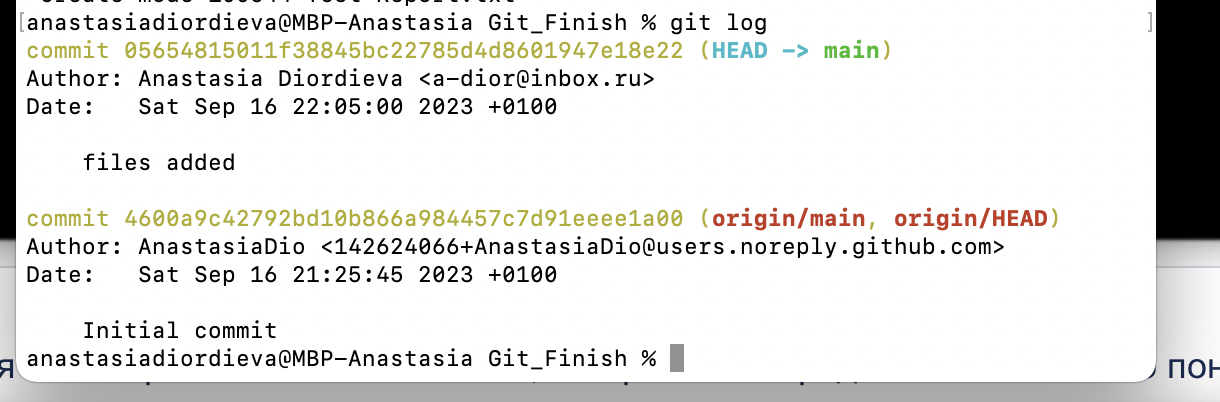 [anastasiadiordieva@MBP-Anastasia Git_Finish % git log ]
commit 05654815011f38845bc22785d4d8601947e18e22 (HEAD -> main)
Author: Anastasia Diordieva <a-dior@inbox.ru>
Date:   Sat Sep 16 22:05:00 2023 +0100
files added
commit 4600a9c42792bd10b866a984457c7d91eeee1a00 (origin/main, origin/HEAD)
Author: AnastasiaDio <142624066+AnastasiaDio@users.noreply.github.com>
Date:   Sat Sep 16 21:25:45 2023 +0100
Initial commit
anastasiadiordieva@MBP-Anastasia Git_Finish %